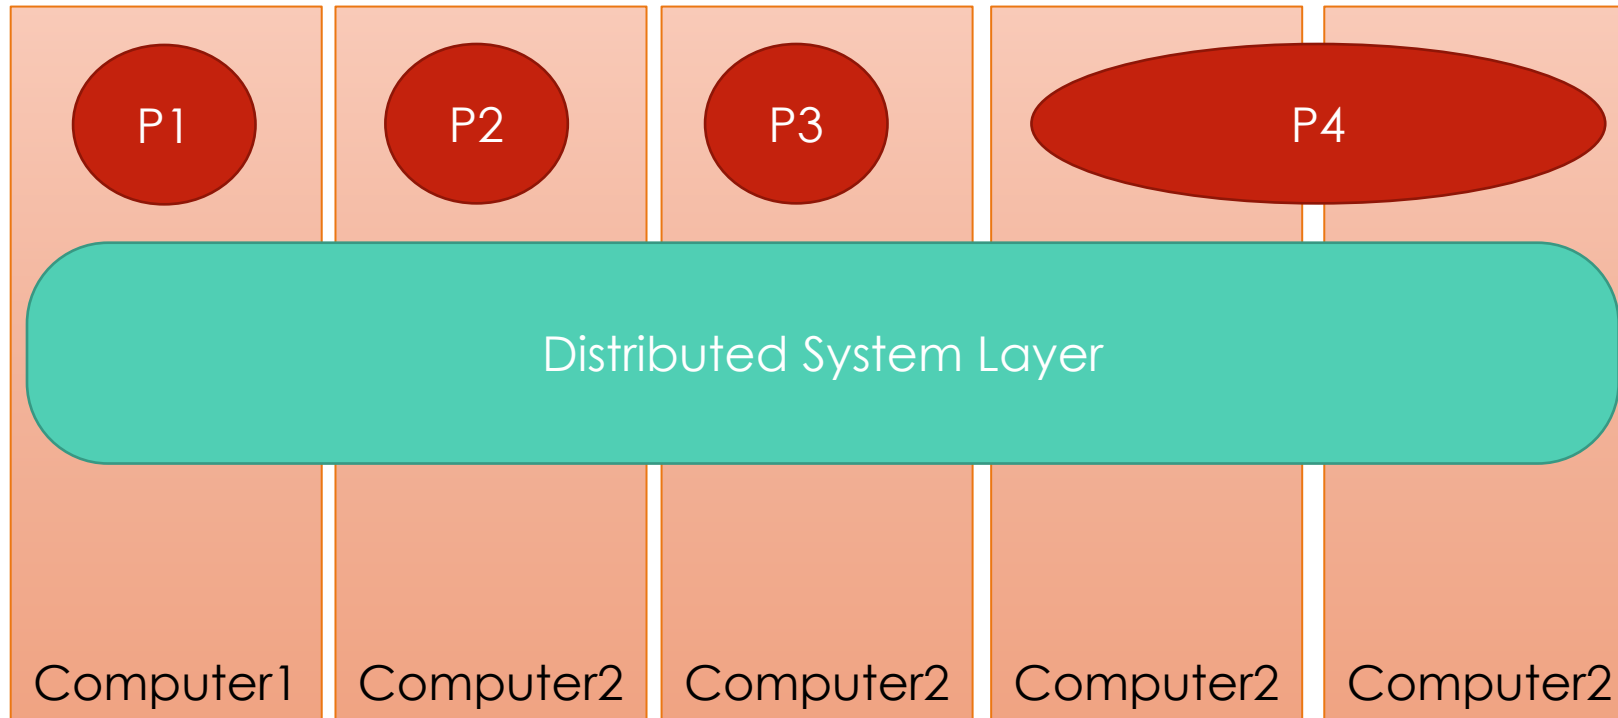 P1
P2
P3
P4
Distributed System Layer
Computer1
Computer2
Computer2
Computer2
Computer2